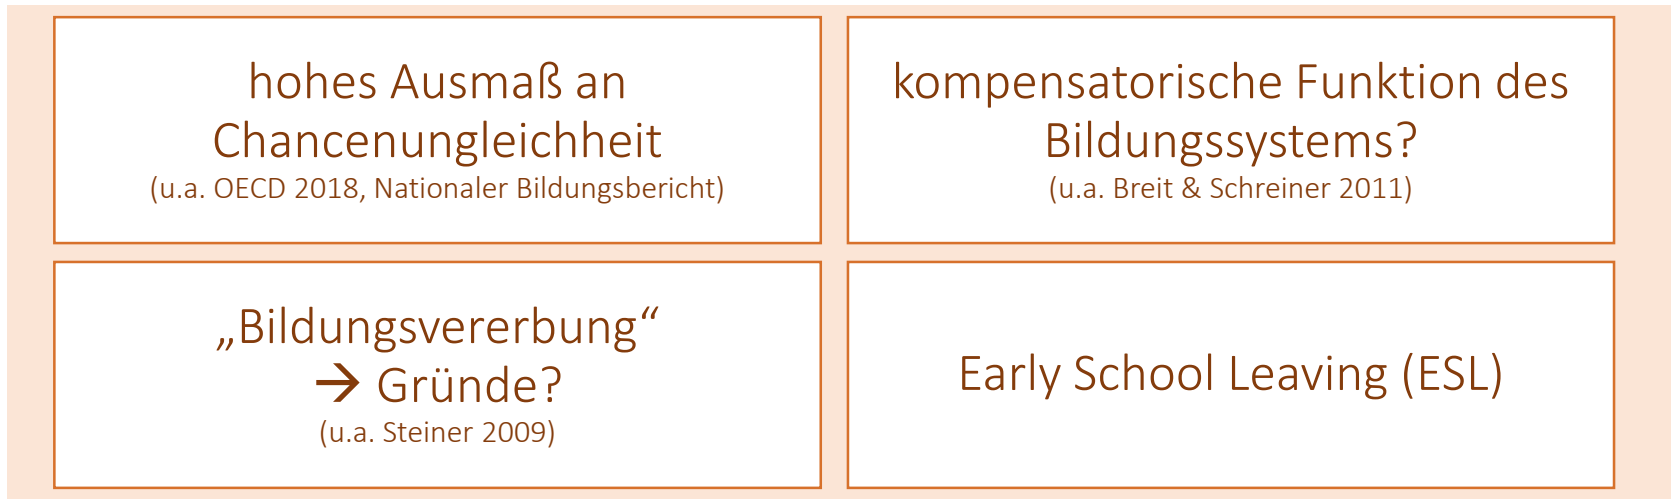 hohes Ausmaß an
Chancenungleichheit
(u.a. OECD 2018, Nationaler Bildungsbericht)
kompensatorische Funktion des
Bildungssystems?
(u.a. Breit & Schreiner 2011)
„Bildungsvererbung“
→ Gründe?
(u.a. Steiner 2009)
Early School Leaving (ESL)